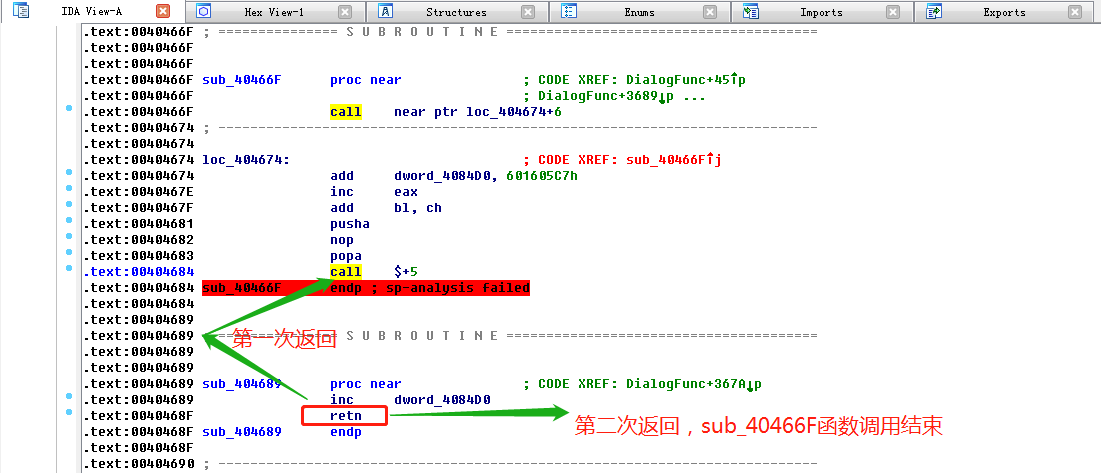 IDA View-A Hex View-1 Structures Enums Imports Exports
.text:0040466F ; =============== S U B R O U T I N E =======================================
.text:0040466F
.text:0040466F
.text:0040466F sub_40466F proc near ; CODE XREF: DialogFunc+45↑p
.text:0040466F ; DialogFunc+3689↓p ...
.text:0040466F call near ptr loc_404674+6
.text:00404674 ; ---------------------------------------------------------------------------
.text:00404674
.text:00404674 loc_404674: ; CODE XREF: sub_40466F↑j
.text:00404674 add dword_4084D0, 601605C7h
.text:0040467E inc eax
.text:0040467F add bl, ch
.text:00404681 pusha
.text:00404682 nop
.text:00404683 popa
.text:00404684 call $+5
.text:00404684 sub_40466F endp ; sp-analysis failed
.text:00404684
.text:00404689
.text:00404689 ; =============== S U B R O U T I N E =======================================
第一次返回
.text:00404689
.text:00404689
.text:00404689 sub_404689 proc near ; CODE XREF: DialogFunc+367A↓p
.text:00404689 inc dword_4084D0
.text:0040468F retn
第二次返回，sub_40466F函数调用结束
.text:0040468F sub_404689 endp
.text:0040468F
.text:00404690 ; ---------------------------------------------------------------------------